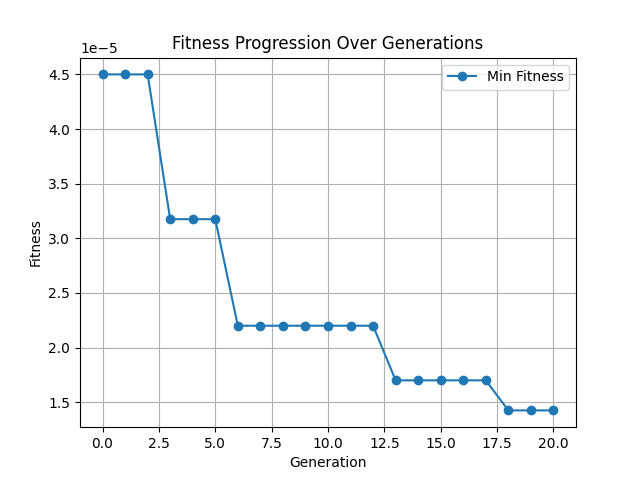 Fitness Progression Over Generations
1e−5
Min Fitness
4.5
4.0
3.5
3.0
2.5
2.0
1.5
Fitness
0.0 2.5 5.0 7.5 10.0 12.5 15.0 17.5 20.0
Generation